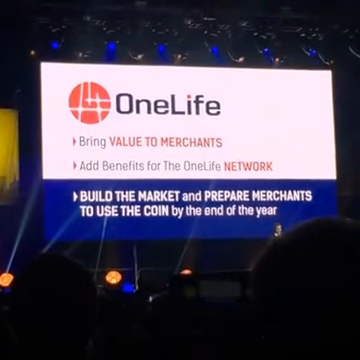 OneLife
Bring VALUE TO MERCHANTS
Add Benefits for The OneLife NETWORK
BUILD THE MARKET and PREPARE MERCHANTS
TO USE THE COIN by the end of the year